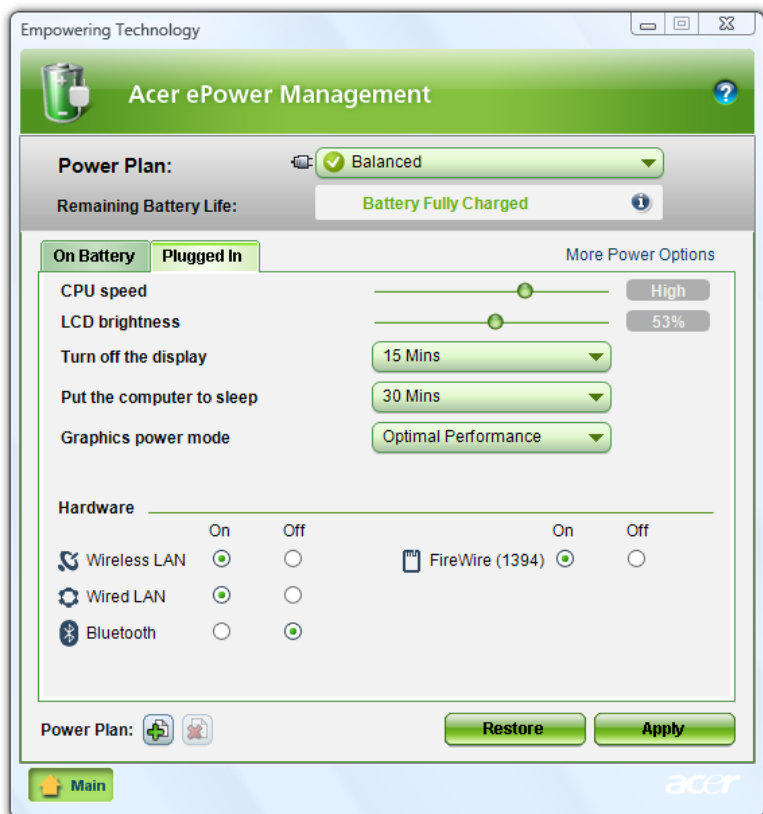 Empowering Technology
Acer ePower Management
Power Plan: Balanced
Remaining Battery Life: Battery Fully Charged
On Battery Plugged In More Power Options
CPU speed High
LCD brightness 53%
Turn off the display 15 Mins
Put the computer to sleep 30 Mins
Graphics power mode Optimal Performance
Hardware
On Off On Off
Wireless LAN FireWire (1394)
Wired LAN
Bluetooth
Power Plan: Restore Apply
Main acer